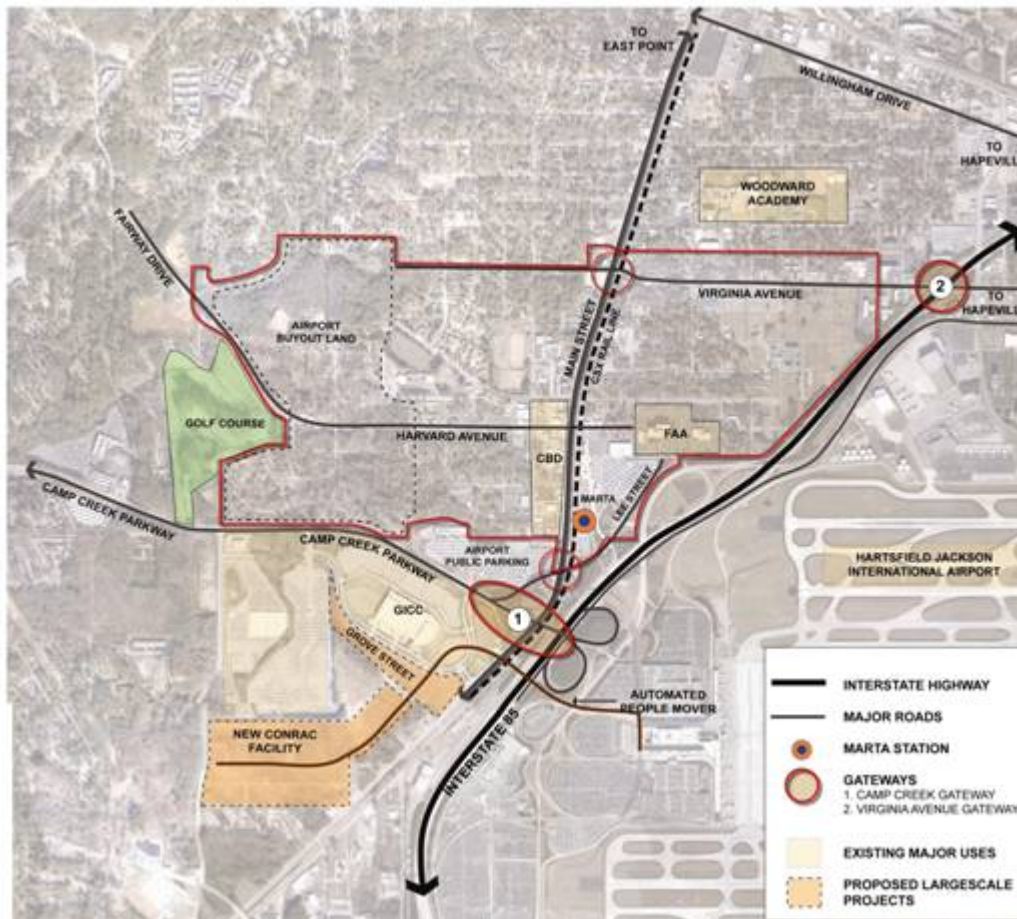 TO
EAST POINT
WILLINGHAM DRIVE
TO
HAPEVILL
WOODWARD
ACADEMY
FAIRWAY DRIVE
2
VIRGINIA AVENUE
TO
HAPEVILL
AIRPORT
BUYOUT LAND
MAIN STREET
CSX RAIL LINE
GOLF COURSE
HARVARD AVENUE
CBD
FAA
CAMP CREEK PARKWAY
MARTA
LEE STREET
CAMP CREEK PARKWAY
AIRPORT
PUBLIC PARKING
HARTSFIELD JACKSON
INTERNATIONAL AIRPORT
GICC
1
GROVE STREET
AUTOMATED
PEOPLE MOVER
NEW CONRAC
FACILITY
INTERSTATE 85
INTERSTATE HIGHWAY
MAJOR ROADS
MARTA STATION
GATEWAYS
1. CAMP CREEK GATEWAY
2. VIRGINIA AVENUE GATEWAY
EXISTING MAJOR USES
PROPOSED LARGESCALE
PROJECTS